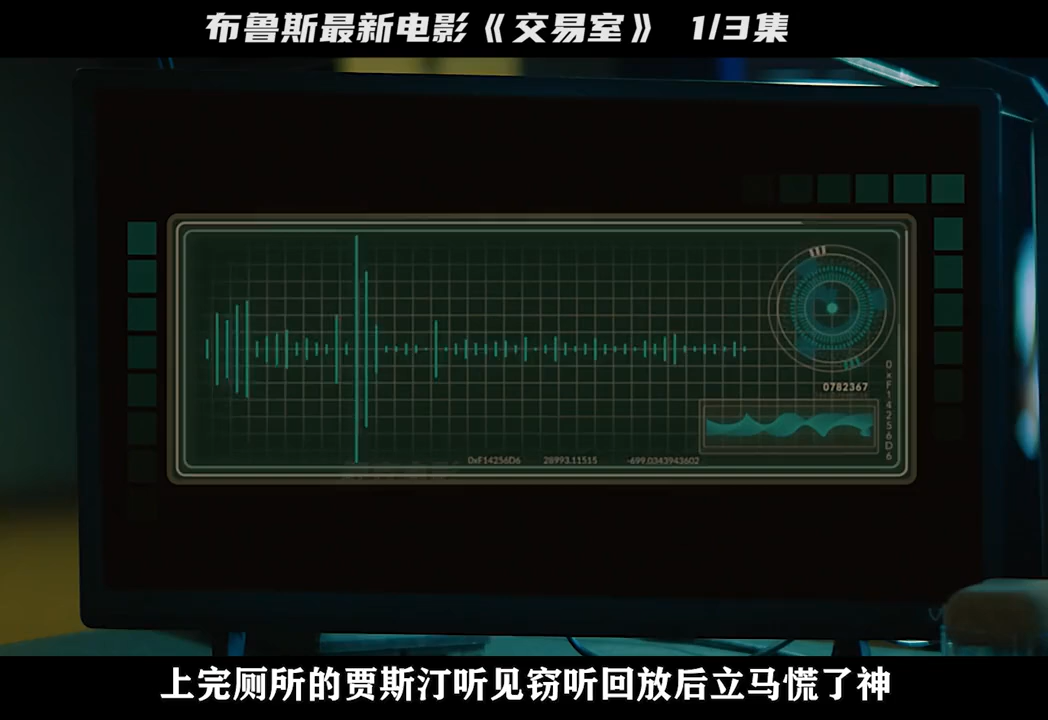 布鲁斯最新电影《交易室》 1/3集
0782367
0xF14256D6
0xF14256D6 28993.11515 -699.0343943602
上完厕所的贾斯汀听见窃听回放后立马慌了神